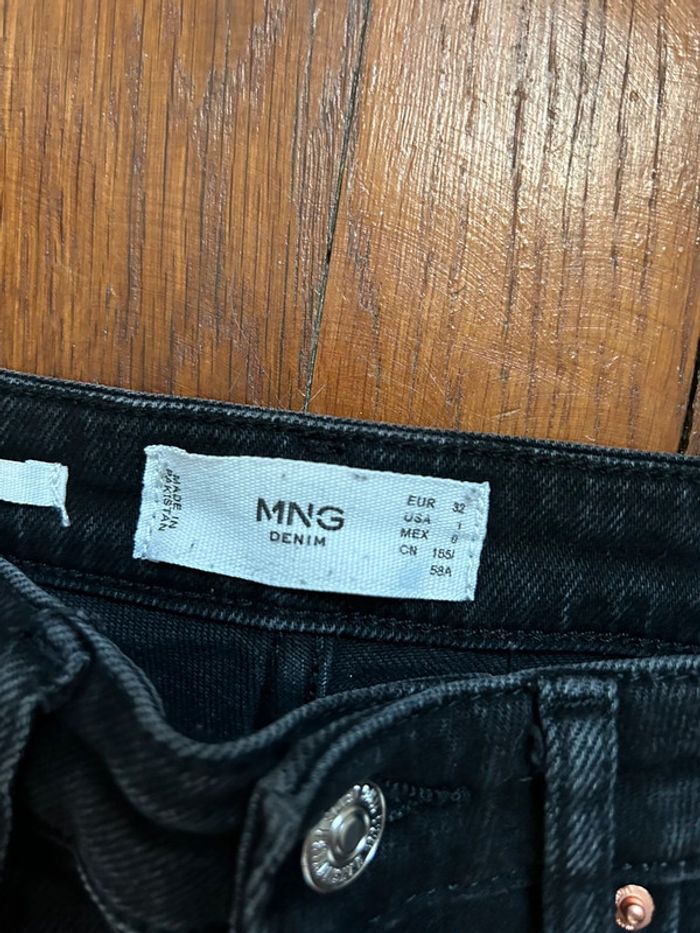 MADE IN
PAKISTAN
MNG
DENIM
EUR 32
USA 1
MEX 0
CN 155/
58A